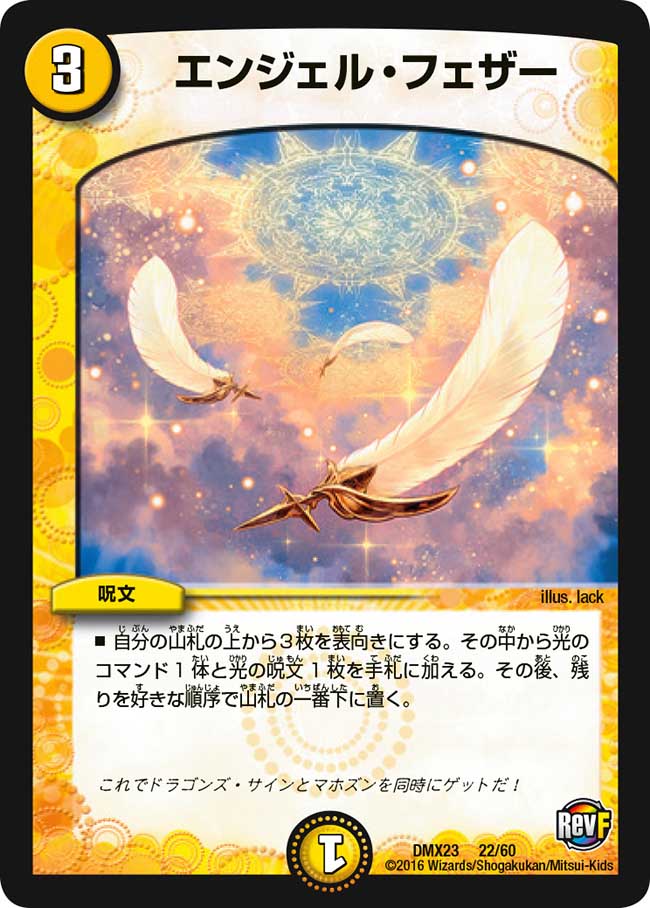 3
エンジェル・フェザー
呪文
illus. lack
■ 自分の山札の上から3枚を表向きにする。その中から光の
コマンド1体と光の呪文1枚を手札に加える。その後、残
りを好きな順序で山札の一番下に置く。
これでドラゴンズ・サインとマホズンを同時にゲットだ！
1
RevF
DMX23 22/60
©2016 Wizards/Shogakukan/Mitsui-Kids